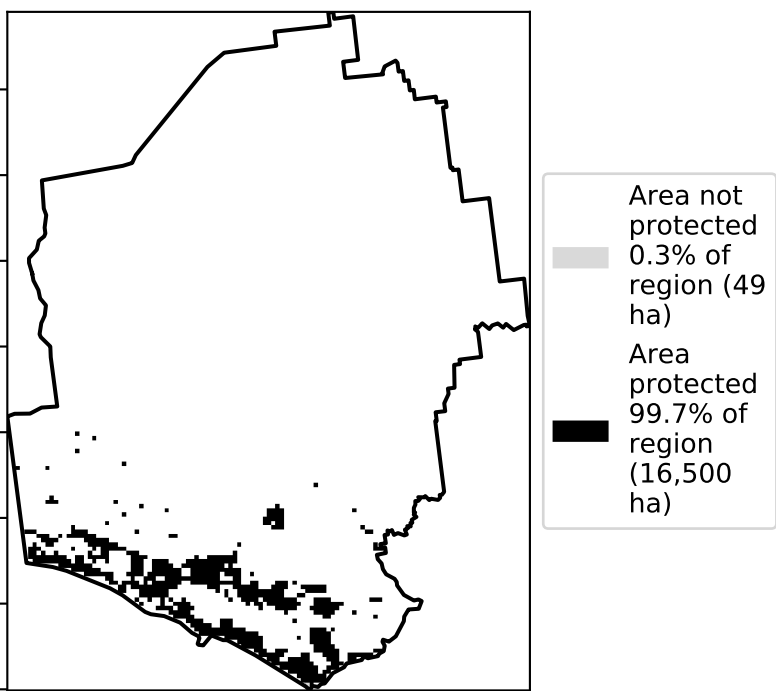 Area not
protected
0.3% of
region (49
ha)
Area
protected
99.7% of
region
(16,500
ha)